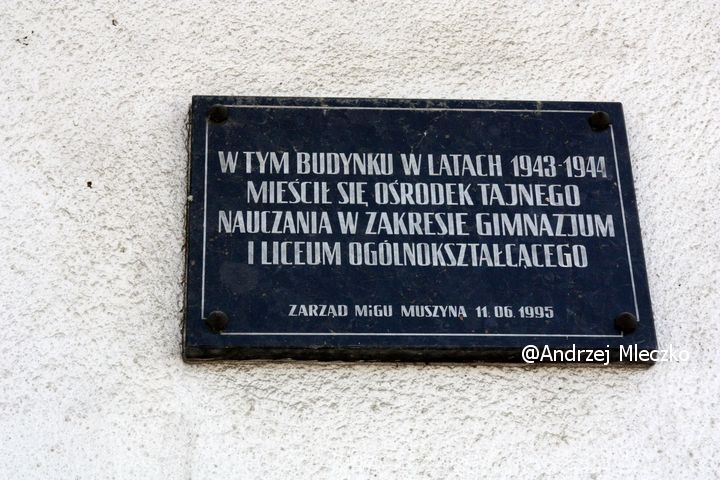 W TYM BUDYNKU W LATACH 1943-1944
MIEŚCIŁ SIĘ OŚRODEK TAJNEGO
NAUCZANIA W ZAKRESIE GIMNAZJUM
I LICEUM OGÓLNOKSZTAŁCĄCEGO
ZARZĄD MiGU MUSZYNA 11.06.1995
@Andrzej Mleczko